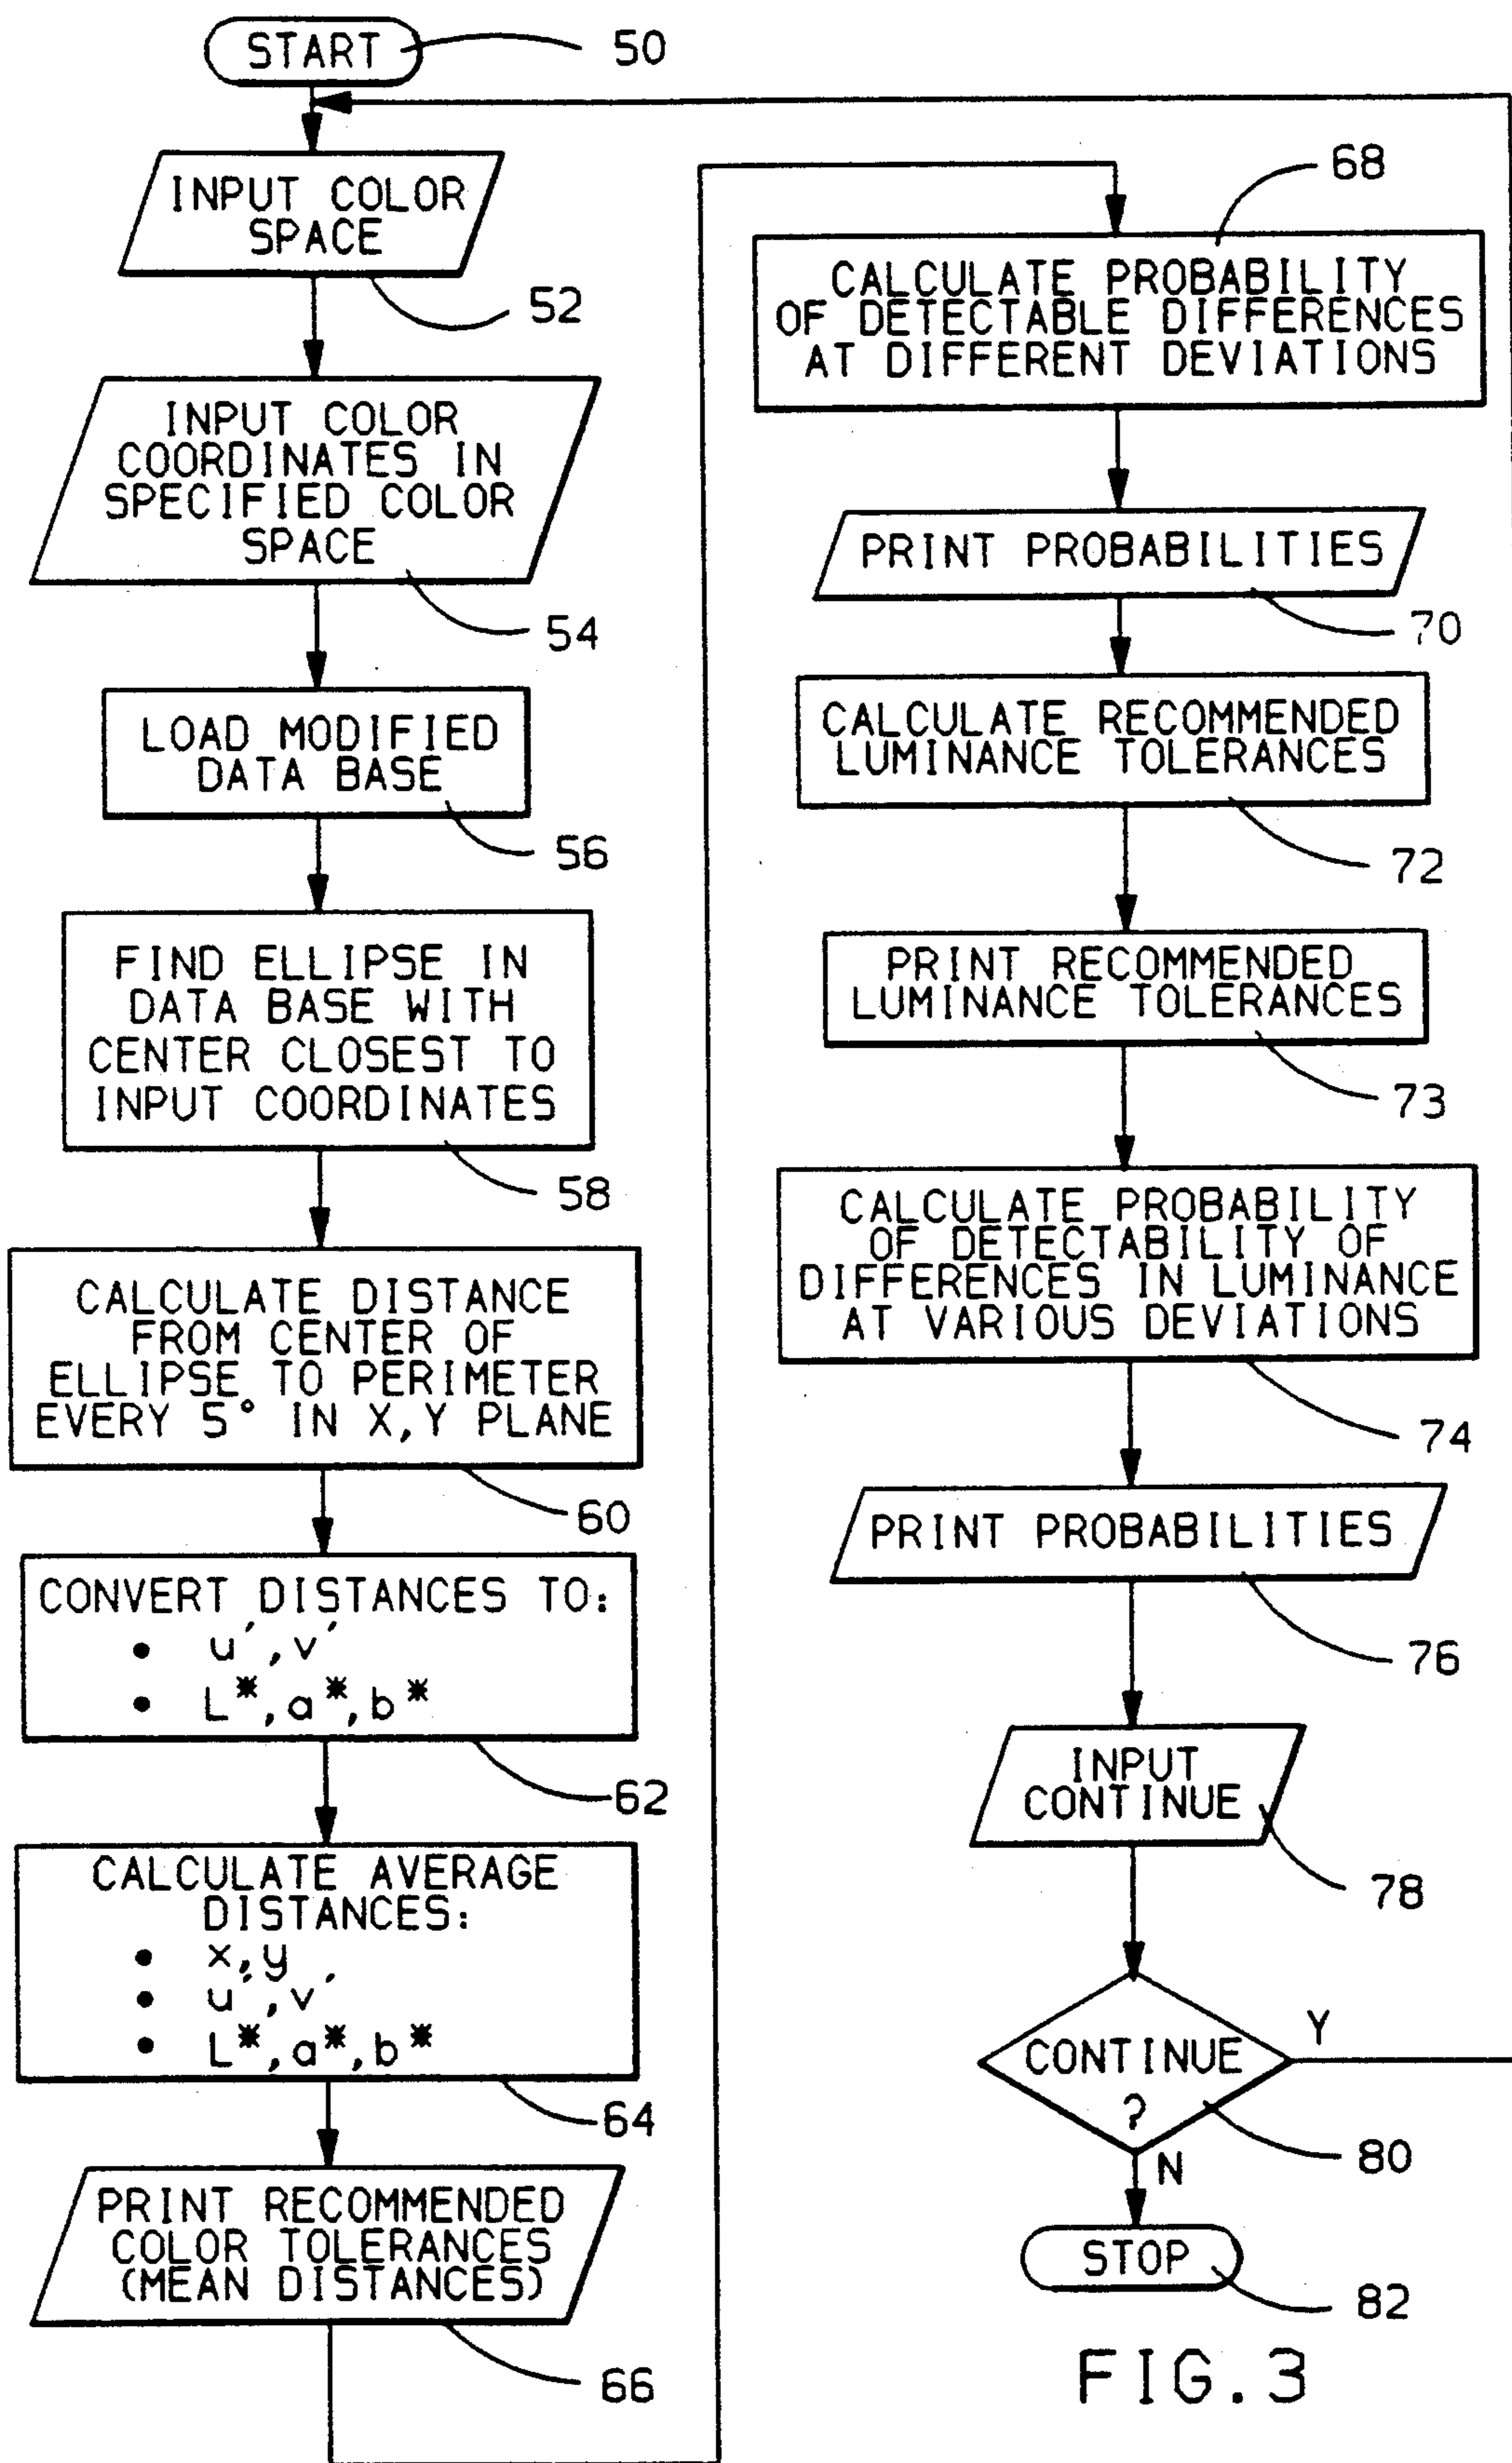 START
50
INPUT COLOR
SPACE
52
INPUT COLOR
COORDINATES IN
SPECIFIED COLOR
SPACE
54
LOAD MODIFIED
DATA BASE
56
FIND ELLIPSE IN
DATA BASE WITH
CENTER CLOSEST TO
INPUT COORDINATES
58
CALCULATE DISTANCE
FROM CENTER OF
ELLIPSE TO PERIMETER
EVERY 5° IN X,Y PLANE
60
CONVERT DISTANCES TO:
• u′,v′
• L*,a*,b*
62
CALCULATE AVERAGE
DISTANCES:
• x,y
• u′,v′
• L*,a*,b*
64
PRINT RECOMMENDED
COLOR TOLERANCES
(MEAN DISTANCES)
66
68
CALCULATE PROBABILITY
OF DETECTABLE DIFFERENCES
AT DIFFERENT DEVIATIONS
PRINT PROBABILITIES
70
CALCULATE RECOMMENDED
LUMINANCE TOLERANCES
72
PRINT RECOMMENDED
LUMINANCE TOLERANCES
73
CALCULATE PROBABILITY
OF DETECTABILITY OF
DIFFERENCES IN LUMINANCE
AT VARIOUS DEVIATIONS
74
PRINT PROBABILITIES
76
INPUT
CONTINUE
78
CONTINUE
?
Y
80
N
STOP
82
FIG. 3